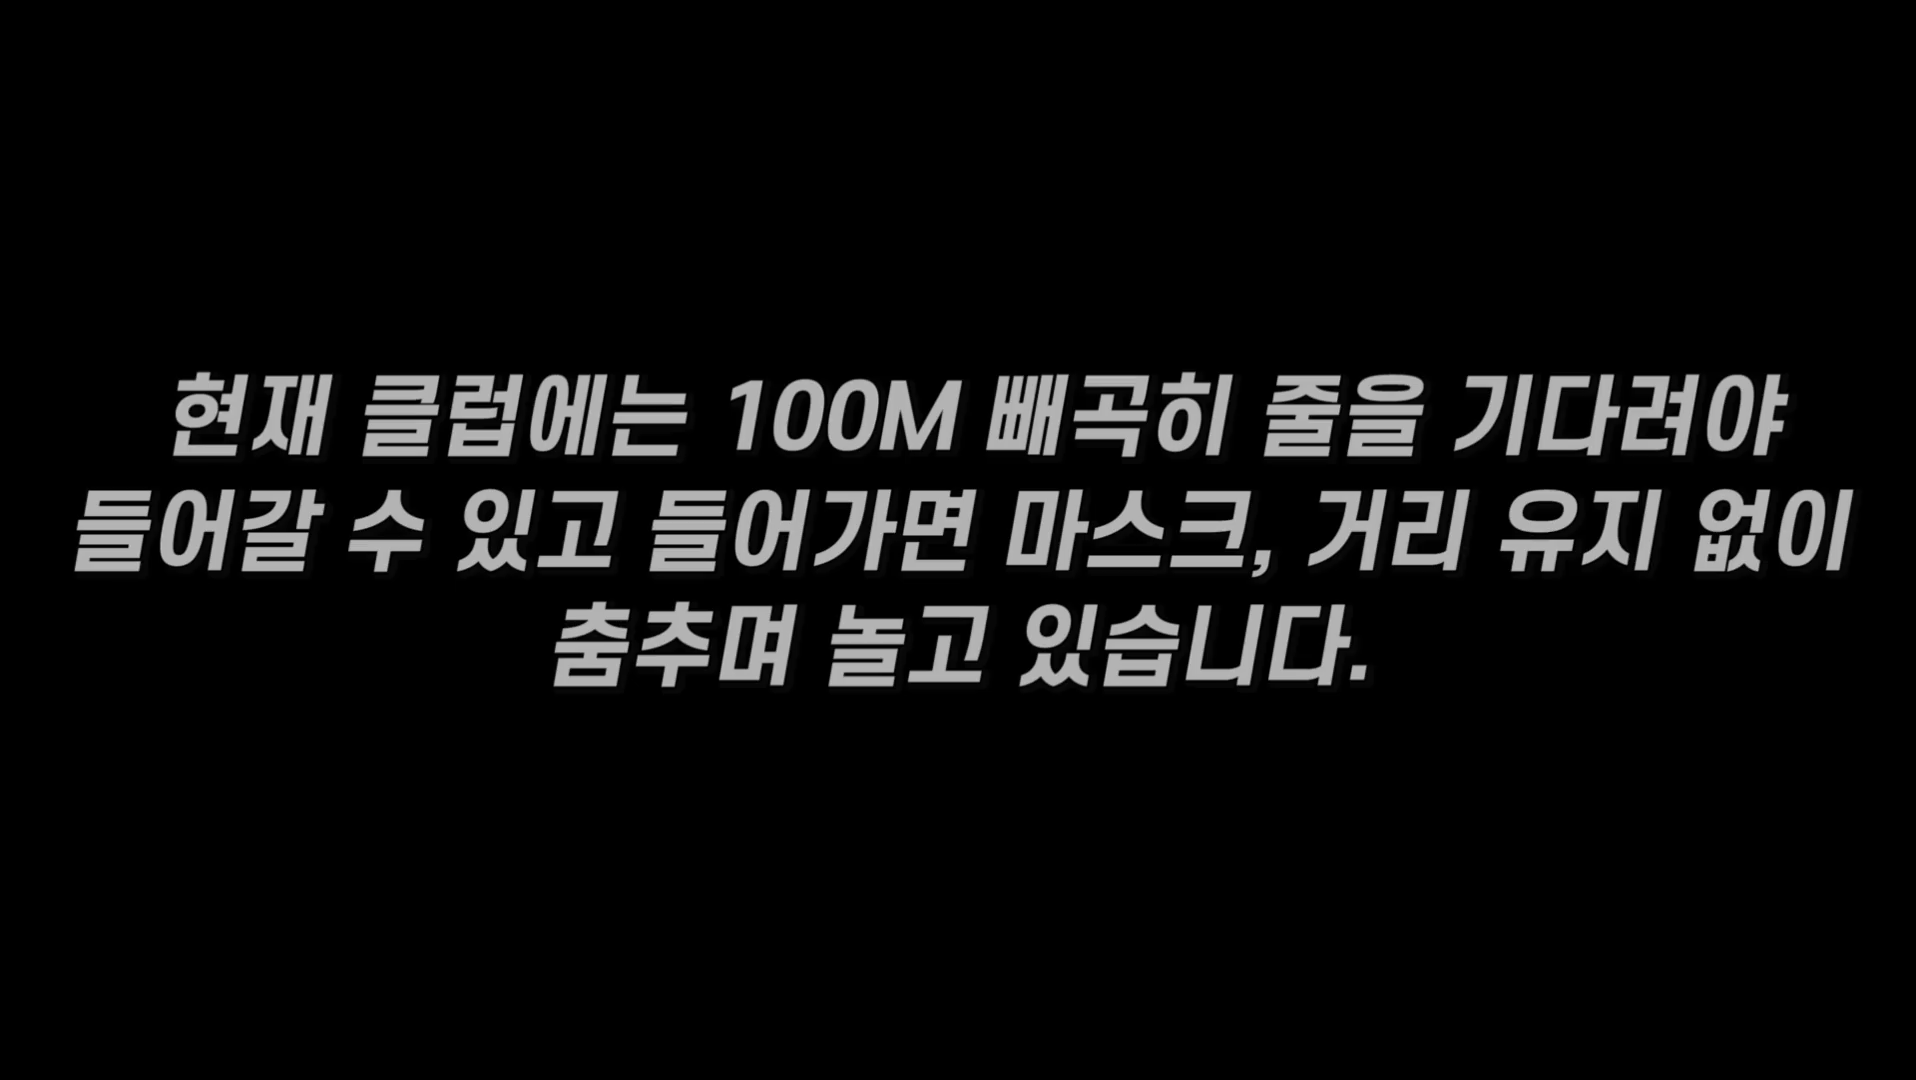 현재 클럽에는 100M 빼곡히 줄을 기다려야
들어갈 수 있고 들어가면 마스크, 거리 유지 없이
춤추며 놀고 있습니다.